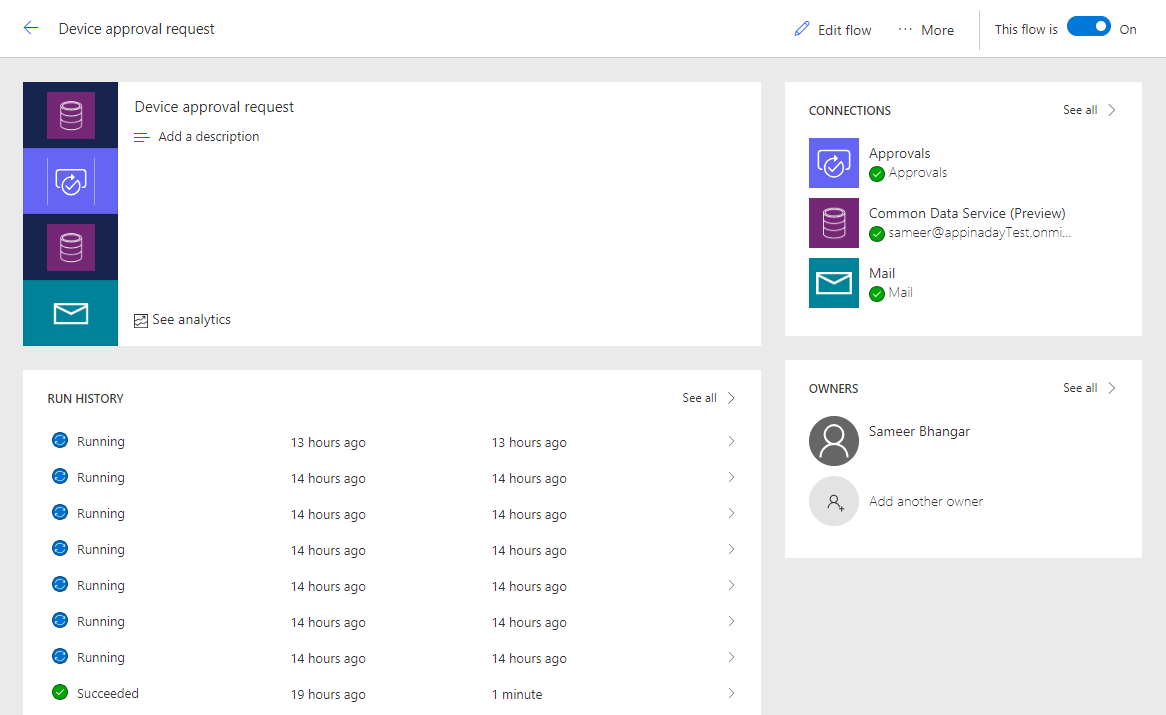 Device approval request
Edit flow
··· More
This flow is
On
Device approval request
Add a description
See analytics
CONNECTIONS
See all
Approvals
Approvals
Common Data Service (Preview)
sameer@appinadayTest.onmi...
Mail
Mail
RUN HISTORY
See all
Running 13 hours ago 13 hours ago
Running 14 hours ago 14 hours ago
Running 14 hours ago 14 hours ago
Running 14 hours ago 14 hours ago
Running 14 hours ago 14 hours ago
Running 14 hours ago 14 hours ago
Running 14 hours ago 14 hours ago
Succeeded 19 hours ago 1 minute
OWNERS
See all
Sameer Bhangar
Add another owner